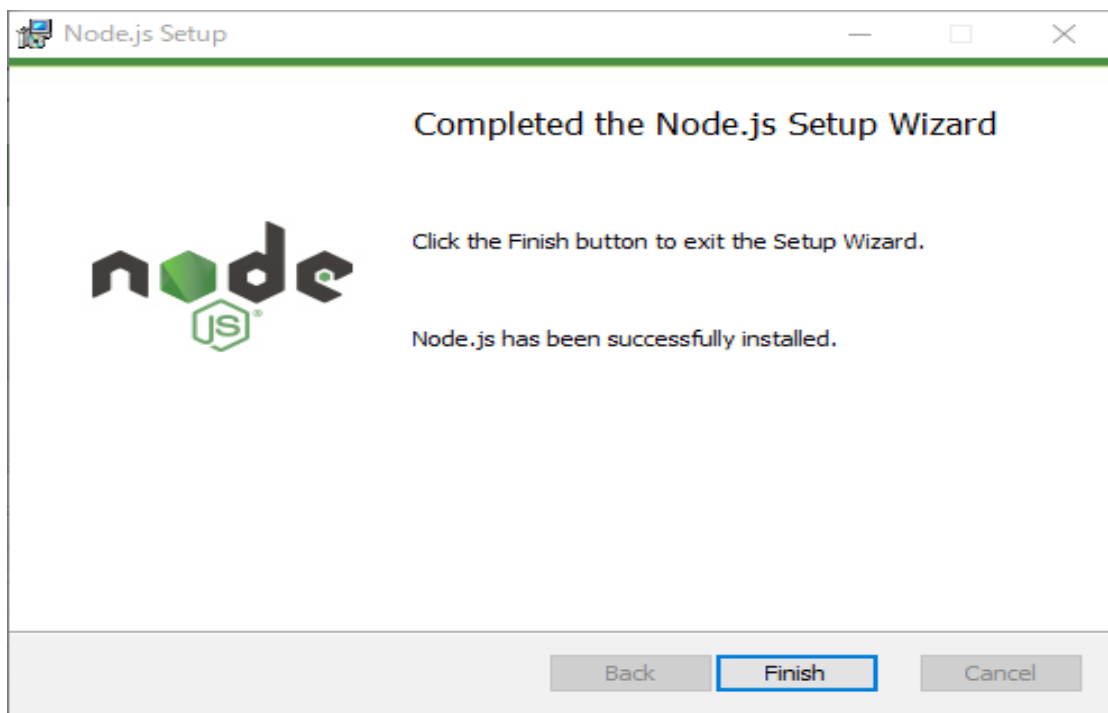 Node.js Setup
Completed the Node.js Setup Wizard
Click the Finish button to exit the Setup Wizard.
node
JS®
Node.js has been successfully installed.
Back Finish Cancel